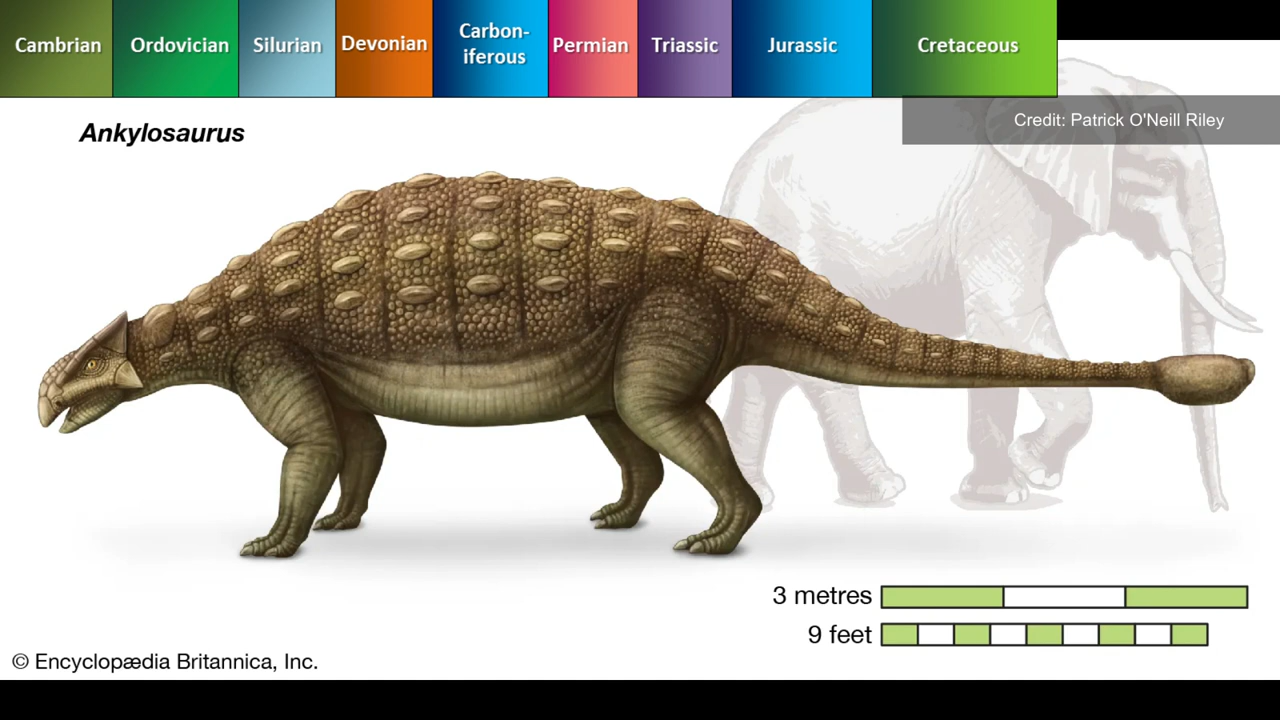 Cambrian
Ordovician
Silurian
Devonian
Carbon-
iferous
Permian
Triassic
Jurassic
Cretaceous
Credit: Patrick O'Neill Riley
Ankylosaurus
3 metres
9 feet
© Encyclopædia Britannica, Inc.